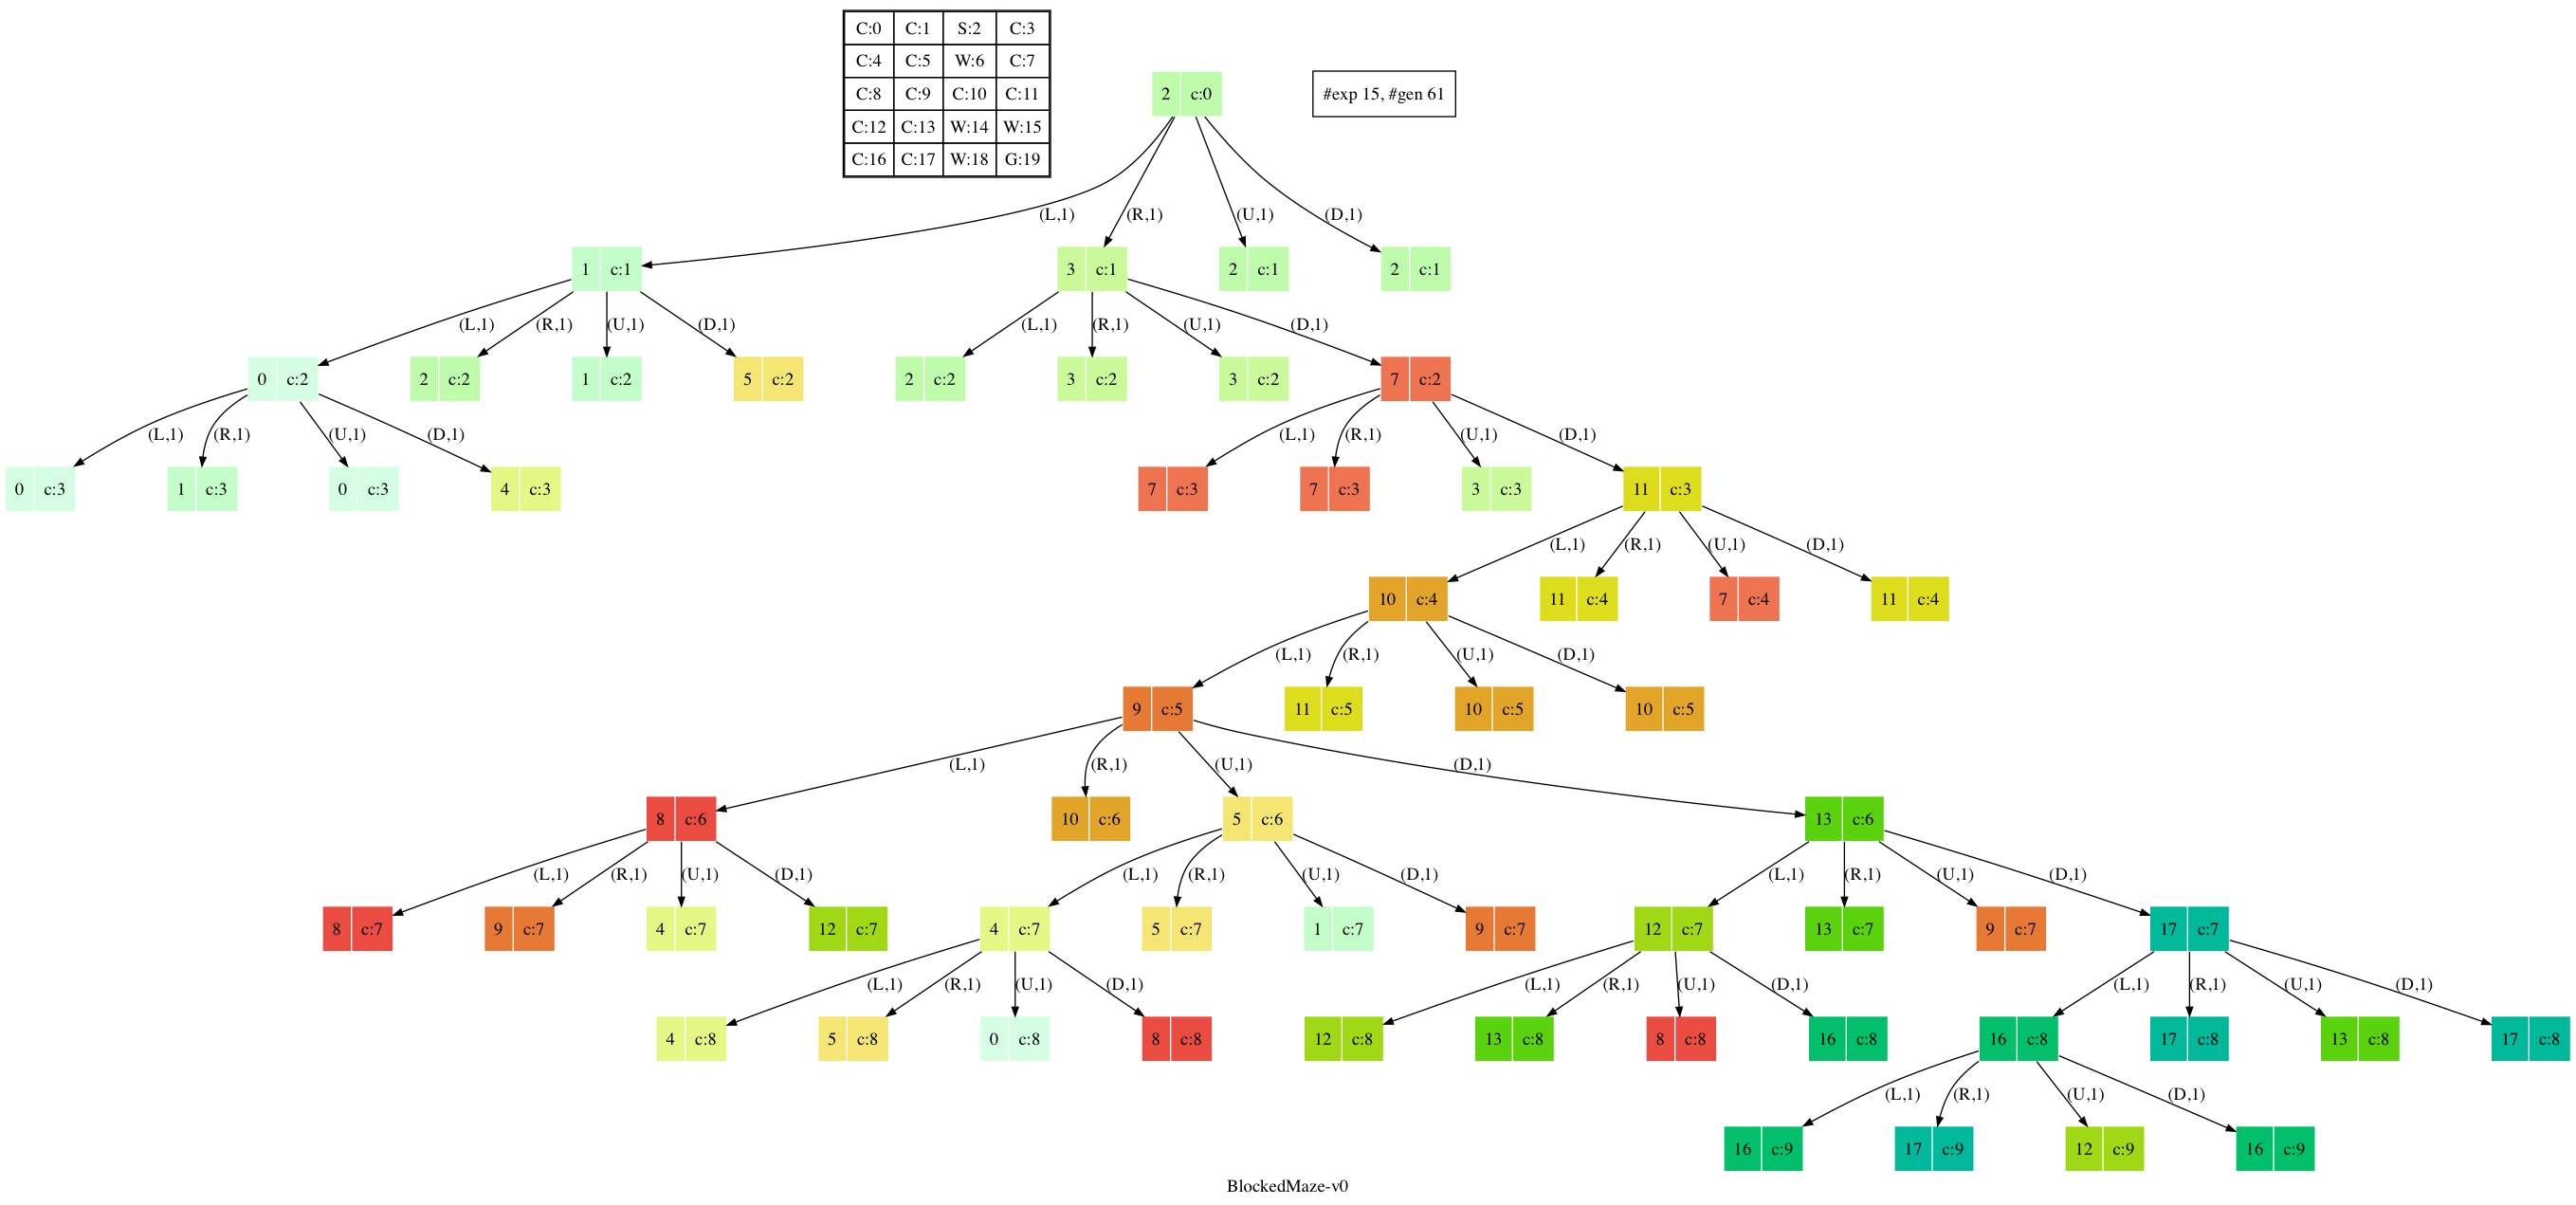 C:0 C:1 S:2 C:3
C:4 C:5 W:6 C:7
C:8 C:9 C:10 C:11
C:12 C:13 W:14 W:15
C:16 C:17 W:18 G:19
2 c:0
#exp 15, #gen 61
(L,1) (R,1) (U,1) (D,1)
1 c:1 3 c:1 2 c:1 2 c:1
(L,1) (R,1) (U,1) (D,1) (L,1) (R,1) (U,1) (D,1)
0 c:2 2 c:2 1 c:2 5 c:2 2 c:2 3 c:2 3 c:2 7 c:2
(L,1) (R,1) (U,1) (D,1) (L,1) (R,1) (U,1) (D,1)
0 c:3 1 c:3 0 c:3 4 c:3 7 c:3 7 c:3 3 c:3 11 c:3
(L,1) (R,1) (U,1) (D,1)
10 c:4 11 c:4 7 c:4 11 c:4
(L,1) (R,1) (U,1) (D,1)
9 c:5 11 c:5 10 c:5 10 c:5
(L,1) (R,1) (U,1) (D,1)
8 c:6 10 c:6 5 c:6 13 c:6
(L,1) (R,1) (U,1) (D,1) (L,1) (R,1) (U,1) (D,1) (L,1) (R,1) (U,1) (D,1)
8 c:7 9 c:7 4 c:7 12 c:7 4 c:7 5 c:7 1 c:7 9 c:7 12 c:7 13 c:7 9 c:7 17 c:7
(L,1) (R,1) (U,1) (D,1) (L,1) (R,1) (U,1) (D,1) (L,1) (R,1) (U,1) (D,1)
4 c:8 5 c:8 0 c:8 8 c:8 12 c:8 13 c:8 8 c:8 16 c:8 16 c:8 17 c:8 13 c:8 17 c:8
(L,1) (R,1) (U,1) (D,1)
16 c:9 17 c:9 12 c:9 16 c:9
BlockedMaze-v0